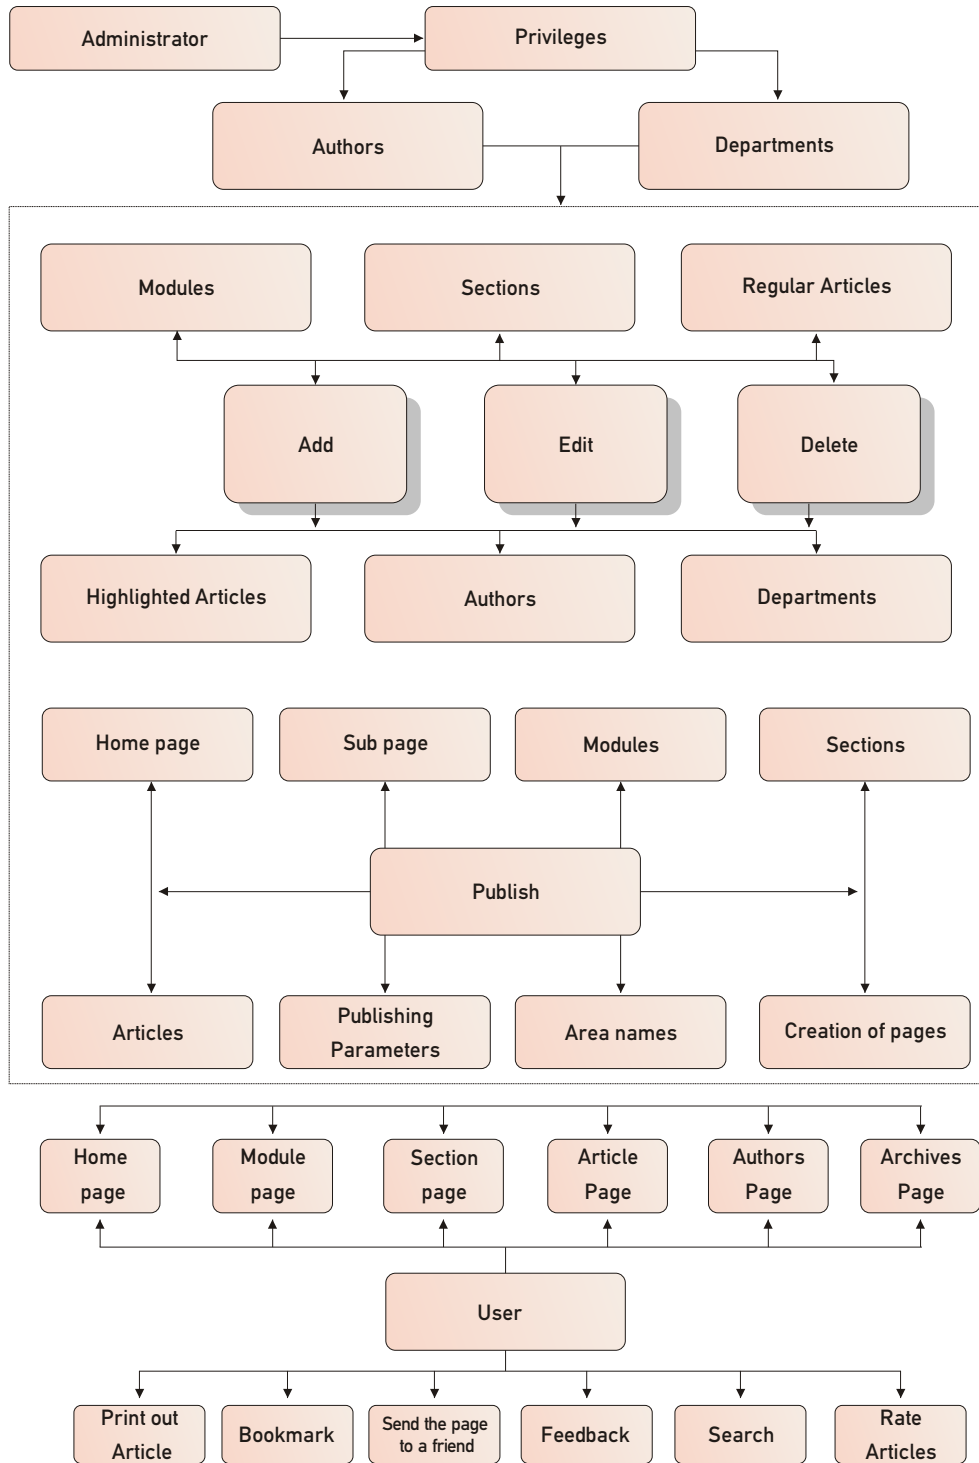 Administrator
Privileges
Authors
Departments
Modules
Sections
Regular Articles
Add
Edit
Delete
Highlighted Articles
Authors
Departments
Home page
Sub page
Modules
Sections
Publish
Articles
Publishing
Parameters
Area names
Creation of pages
Home
page
Module
page
Section
page
Article
Page
Authors
Page
Archives
Page
User
Print out
Article
Bookmark
Send the page
to a friend
Feedback
Search
Rate
Articles